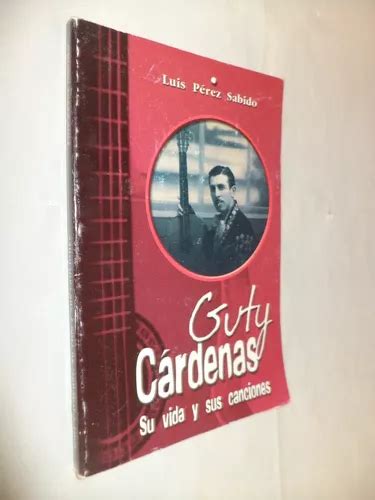 Luis Pérez Sabido
Guty
Cárdenas
Su vida y sus canciones